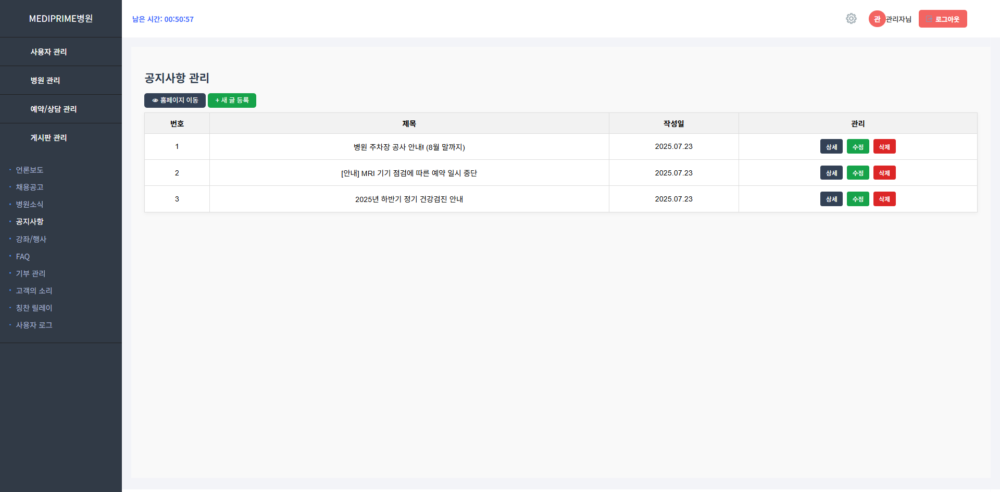 MEDIPRIME병원
사용자 관리
병원 관리
예약/상담 관리
게시판 관리
· 언론보도
· 채용공고
· 병원소식
· 공지사항
· 강좌/행사
· FAQ
· 기부 관리
· 고객의 소리
· 칭찬 릴레이
· 사용자 로그
남은 시간: 00:50:57
관 관리자님 로그아웃
공지사항 관리
홈페이지 이동 + 새 글 등록
번호 제목 작성일 관리
1 병원 주차장 공사 안내! (8월 말까지) 2025.07.23 상세 수정 삭제
2 [안내] MRI 기기 점검에 따른 예약 일시 중단 2025.07.23 상세 수정 삭제
3 2025년 하반기 정기 건강검진 안내 2025.07.23 상세 수정 삭제